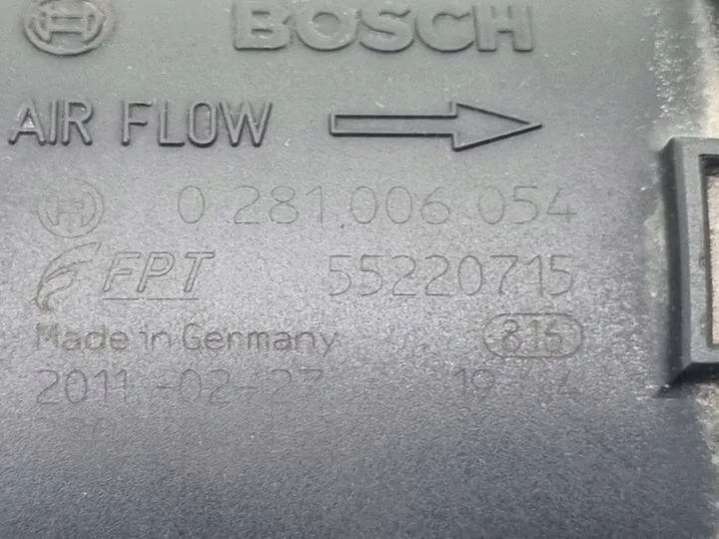 BOSCH
AIR FLOW
0 281 006 054
FPT 55220715
Made in Germany 816
2011-02-27